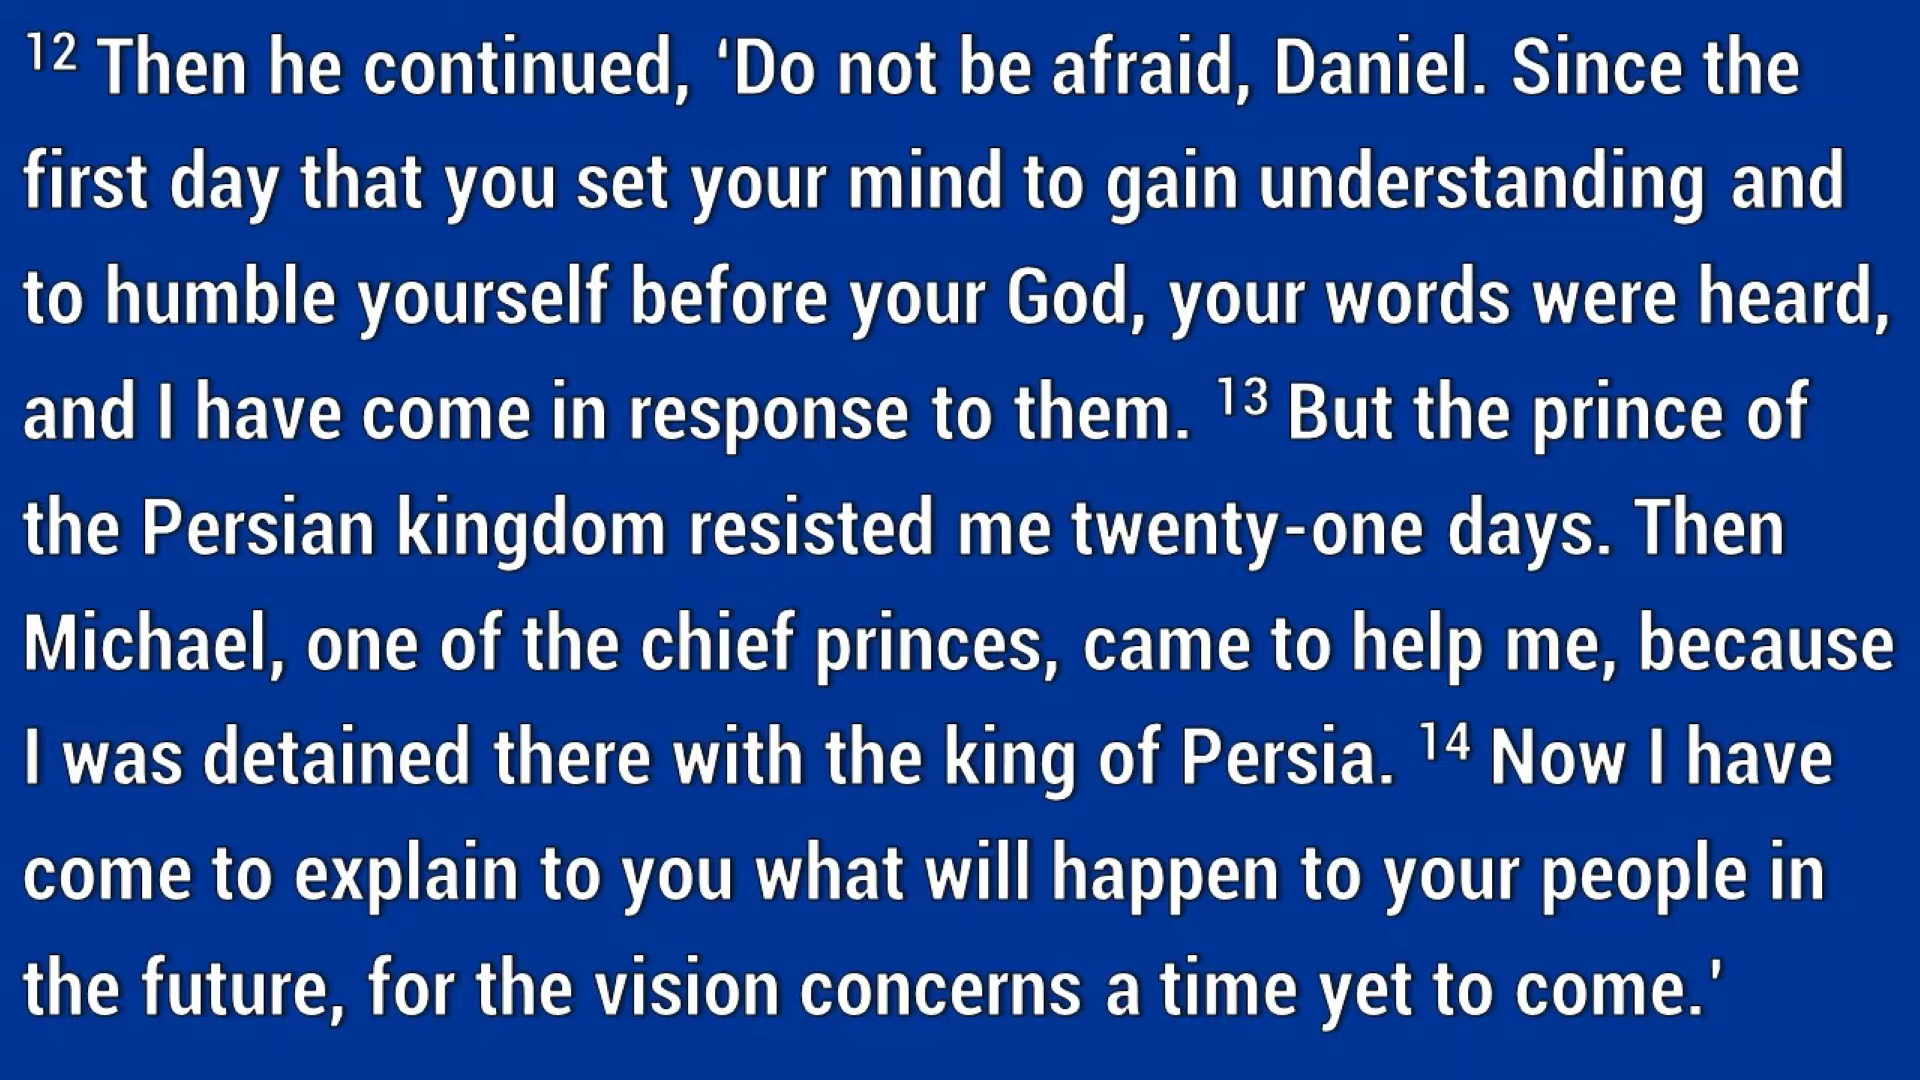 12 Then he continued, ‘Do not be afraid, Daniel. Since the
first day that you set your mind to gain understanding and
to humble yourself before your God, your words were heard,
and I have come in response to them. 13 But the prince of
the Persian kingdom resisted me twenty-one days. Then
Michael, one of the chief princes, came to help me, because
I was detained there with the king of Persia. 14 Now I have
come to explain to you what will happen to your people in
the future, for the vision concerns a time yet to come.’